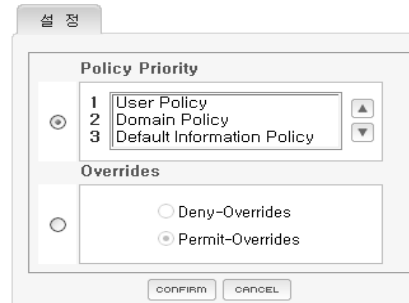 설 정
Policy Priority
1 User Policy
2 Domain Policy
3 Default Information Policy
Overrides
Deny-Overrides
Permit-Overrides
CONFIRM CANCEL